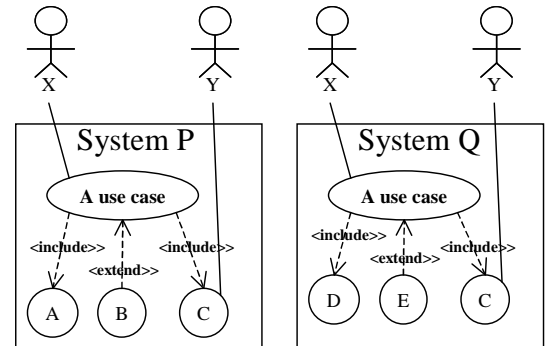 X Y X Y
System P System Q
A use case A use case
<include>> <include>> <include>> <include>>
<extend>> <extend>>
A B C D E C